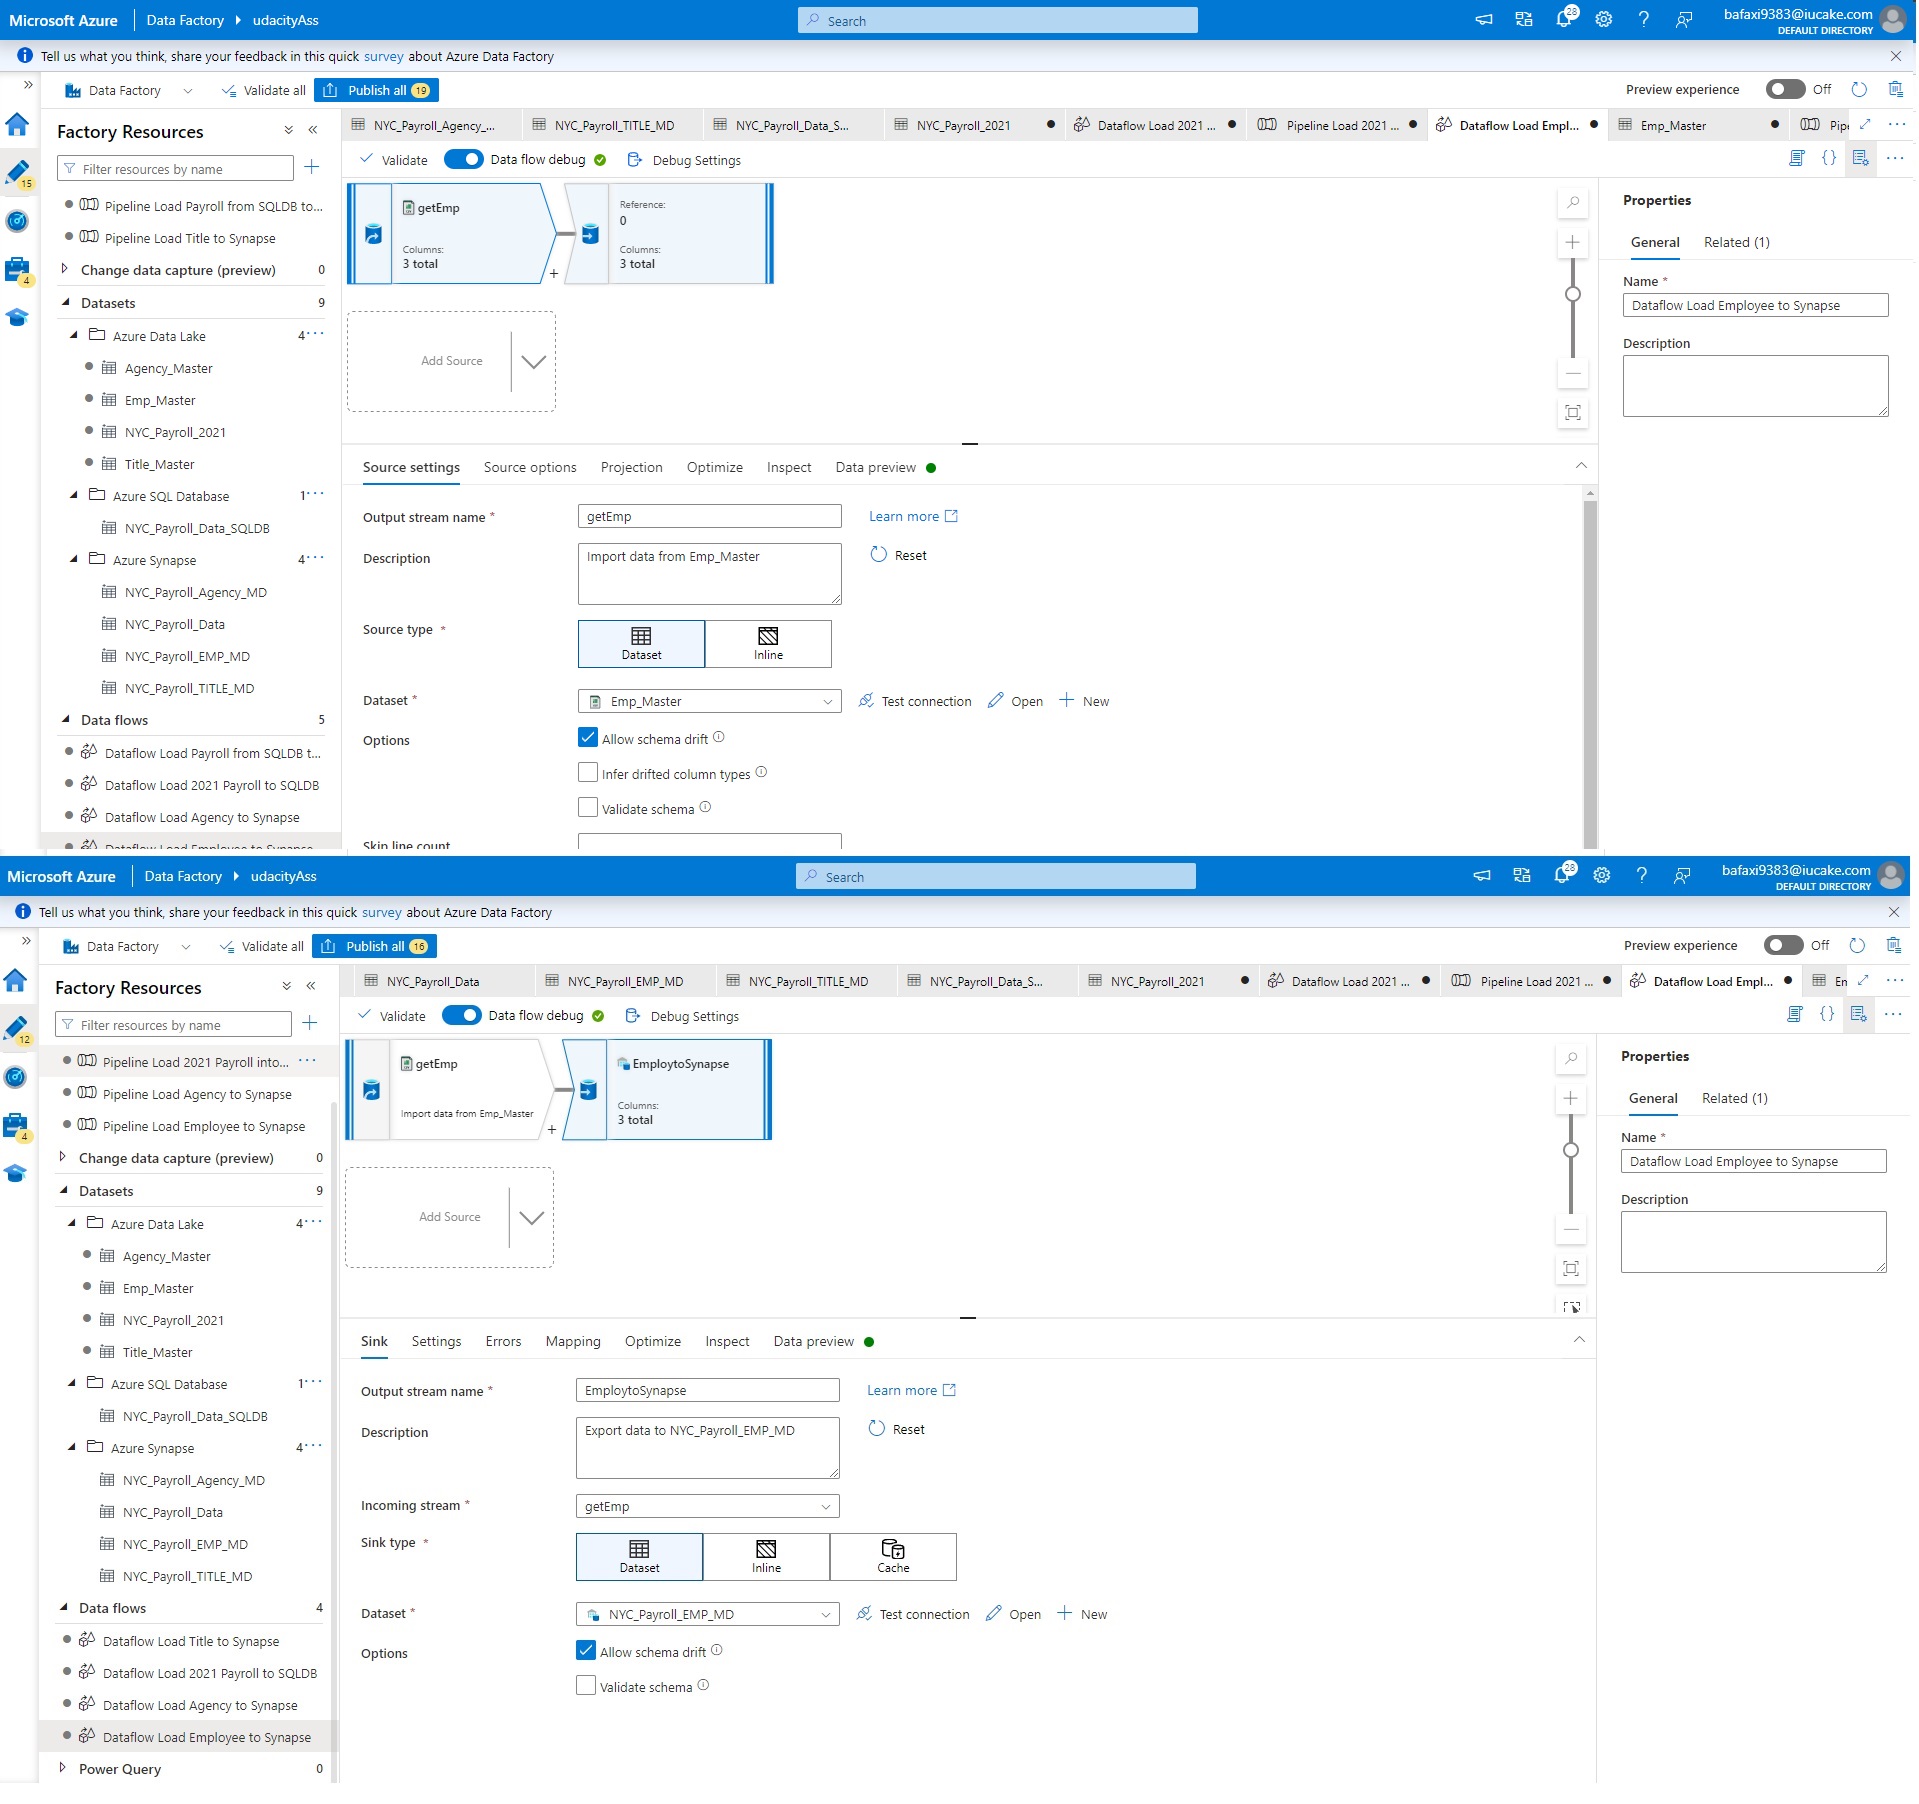 Microsoft Azure Data Factory udacityAss Search 28 bafaxi9383@iucake.com
DEFAULT DIRECTORY
Tell us what you think, share your feedback in this quick survey about Azure Data Factory
Data Factory Validate all Publish all 19 Preview experience Off
Factory Resources
NYC_Payroll_Agency_... NYC_Payroll_TITLE_MD NYC_Payroll_Data_S... NYC_Payroll_2021 Dataflow Load 2021 ... Pipeline Load 2021 ... Dataflow Load Empl... Emp_Master Pip
Filter resources by name
15
4
Pipeline Load Payroll from SQLDB to...
Pipeline Load Title to Synapse
Change data capture (preview) 0
Datasets 9
Azure Data Lake 4
Agency_Master
Emp_Master
NYC_Payroll_2021
Title_Master
Azure SQL Database 1
NYC_Payroll_Data_SQLDB
Azure Synapse 4
NYC_Payroll_Agency_MD
NYC_Payroll_Data
NYC_Payroll_EMP_MD
NYC_Payroll_TITLE_MD
Data flows 5
Dataflow Load Payroll from SQLDB t...
Dataflow Load 2021 Payroll to SQLDB
Dataflow Load Agency to Synapse
Dataflow Load Employee to Synapse
Validate Data flow debug Debug Settings
getEmp
Columns:
3 total
Reference:
0
Columns:
3 total
Add Source
Source settings Source options Projection Optimize Inspect Data preview
Output stream name * getEmp Learn more
Description Import data from Emp_Master Reset
Source type *
Dataset Inline
Dataset * Emp_Master Test connection Open New
Options Allow schema drift
Infer drifted column types
Validate schema
Skip line count
Properties
General Related (1)
Name *
Dataflow Load Employee to Synapse
Description
Microsoft Azure Data Factory udacityAss Search 28 bafaxi9383@iucake.com
DEFAULT DIRECTORY
Tell us what you think, share your feedback in this quick survey about Azure Data Factory
Data Factory Validate all Publish all 16 Preview experience Off
Factory Resources
NYC_Payroll_Data NYC_Payroll_EMP_MD NYC_Payroll_TITLE_MD NYC_Payroll_Data_S... NYC_Payroll_2021 Dataflow Load 2021 ... Pipeline Load 2021 ... Dataflow Load Empl... En
Filter resources by name
12
4
Pipeline Load 2021 Payroll into...
Pipeline Load Agency to Synapse
Pipeline Load Employee to Synapse
Change data capture (preview) 0
Datasets 9
Azure Data Lake 4
Agency_Master
Emp_Master
NYC_Payroll_2021
Title_Master
Azure SQL Database 1
NYC_Payroll_Data_SQLDB
Azure Synapse 4
NYC_Payroll_Agency_MD
NYC_Payroll_Data
NYC_Payroll_EMP_MD
NYC_Payroll_TITLE_MD
Data flows 4
Dataflow Load Title to Synapse
Dataflow Load 2021 Payroll to SQLDB
Dataflow Load Agency to Synapse
Dataflow Load Employee to Synapse
Power Query 0
Validate Data flow debug Debug Settings
getEmp
Import data from Emp_Master
EmploytoSynapse
Columns:
3 total
Add Source
Sink Settings Errors Mapping Optimize Inspect Data preview
Output stream name * EmploytoSynapse Learn more
Description Export data to NYC_Payroll_EMP_MD Reset
Incoming stream * getEmp
Sink type *
Dataset Inline Cache
Dataset * NYC_Payroll_EMP_MD Test connection Open New
Options Allow schema drift
Validate schema
Properties
General Related (1)
Name *
Dataflow Load Employee to Synapse
Description